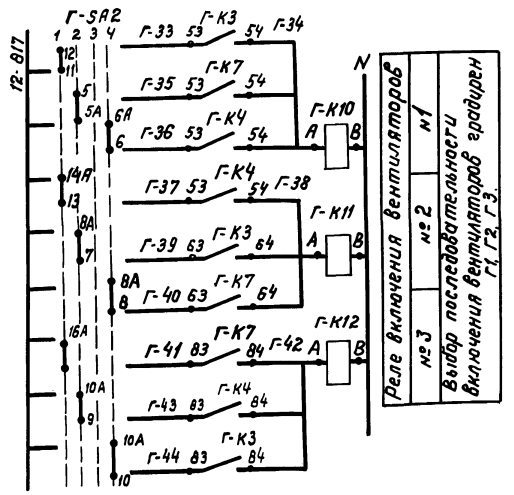 Г-5А2
1 2 3 4
12-817
N
Г-33 53 Г-К3 54 Г-34
12
11
Г-35 53 Г-К7 54
5
5А
6А
6
Г-36 53 Г-К4 54
А Г-К10 В
14А
13
Г-37 53 Г-К4 54 Г-38
8А
7
Г-39 63 Г-К3 64
А Г-К11 В
8А
8
Г-40 63 Г-К7 64
16А
Г-41 83 Г-К7 84 Г-42
А Г-К12 В
10А
9
Г-43 83 Г-К4 84
10А
10
Г-44 83 Г-К3 84
Реле включения вентиляторов
№1
№2
№3
Выбор последовательности
включения вентиляторов градирен
Г1, Г2, Г3.